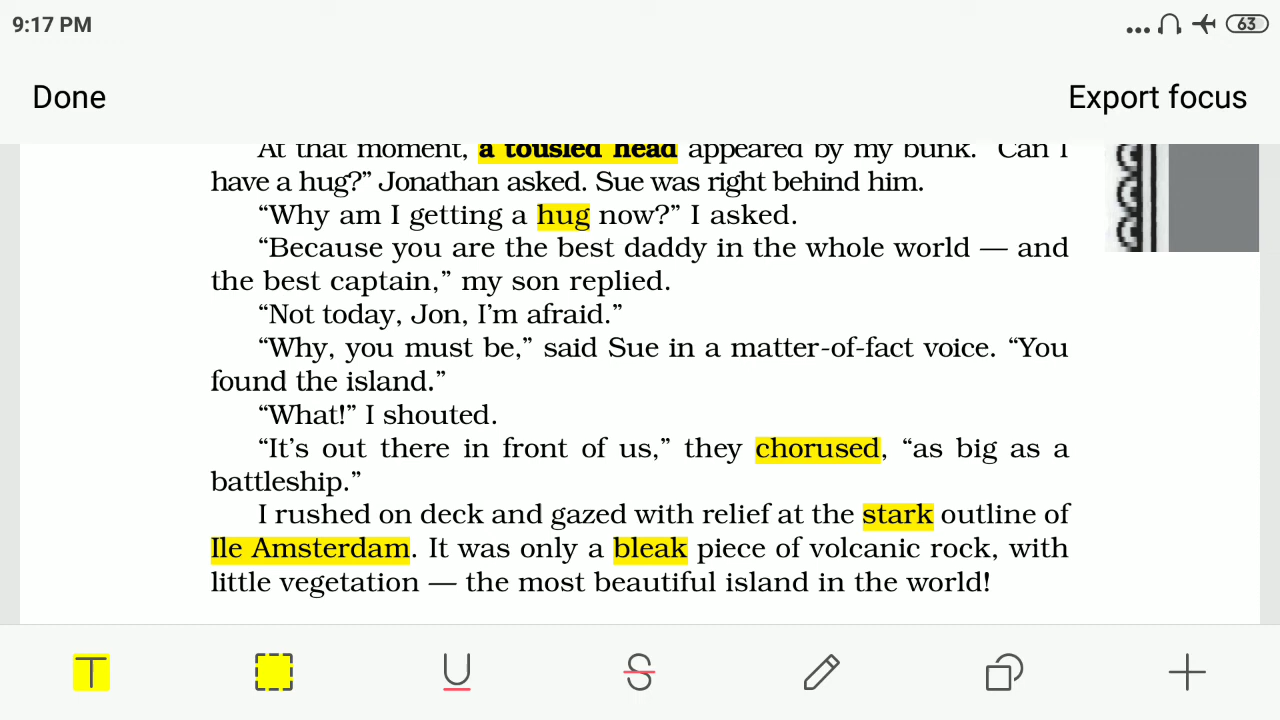 9:17 PM
63
Done
Export focus
At that moment, a tousled head appeared by my bunk. “Can I
have a hug?” Jonathan asked. Sue was right behind him.
“Why am I getting a hug now?” I asked.
“Because you are the best daddy in the whole world — and
the best captain,” my son replied.
“Not today, Jon, I’m afraid.”
“Why, you must be,” said Sue in a matter-of-fact voice. “You
found the island.”
“What!” I shouted.
“It’s out there in front of us,” they chorused, “as big as a
battleship.”
I rushed on deck and gazed with relief at the stark outline of
Ile Amsterdam. It was only a bleak piece of volcanic rock, with
little vegetation — the most beautiful island in the world!
T
U
S